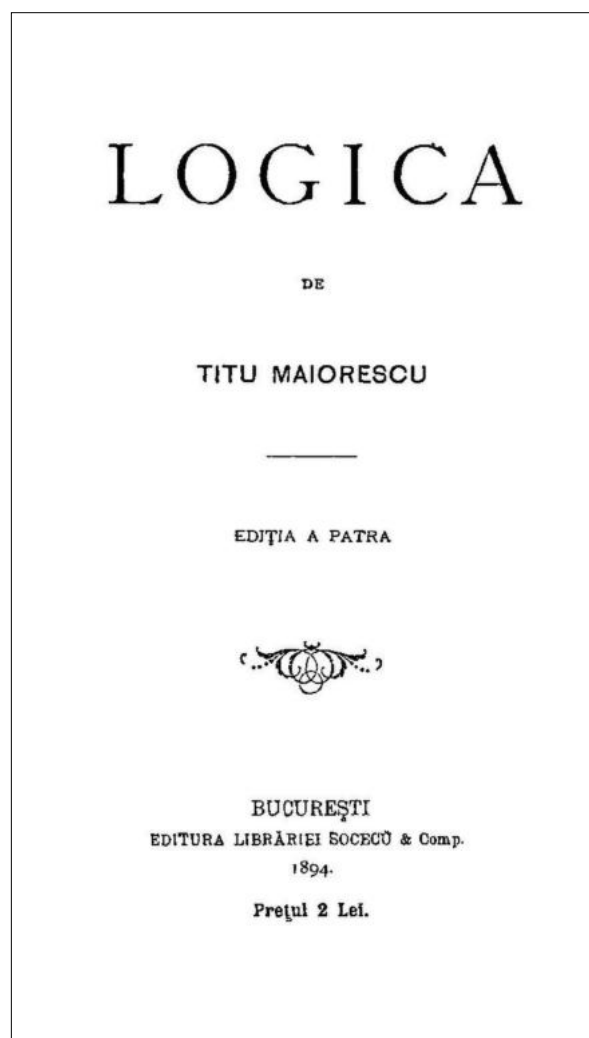 LOGICA
DE
TITU MAIORESCU
EDIŢIA A PATRA
BUCUREŞTI
EDITURA LIBRĂRIEI SOCECŬ & Comp.
1894.
Preţul 2 Lei.